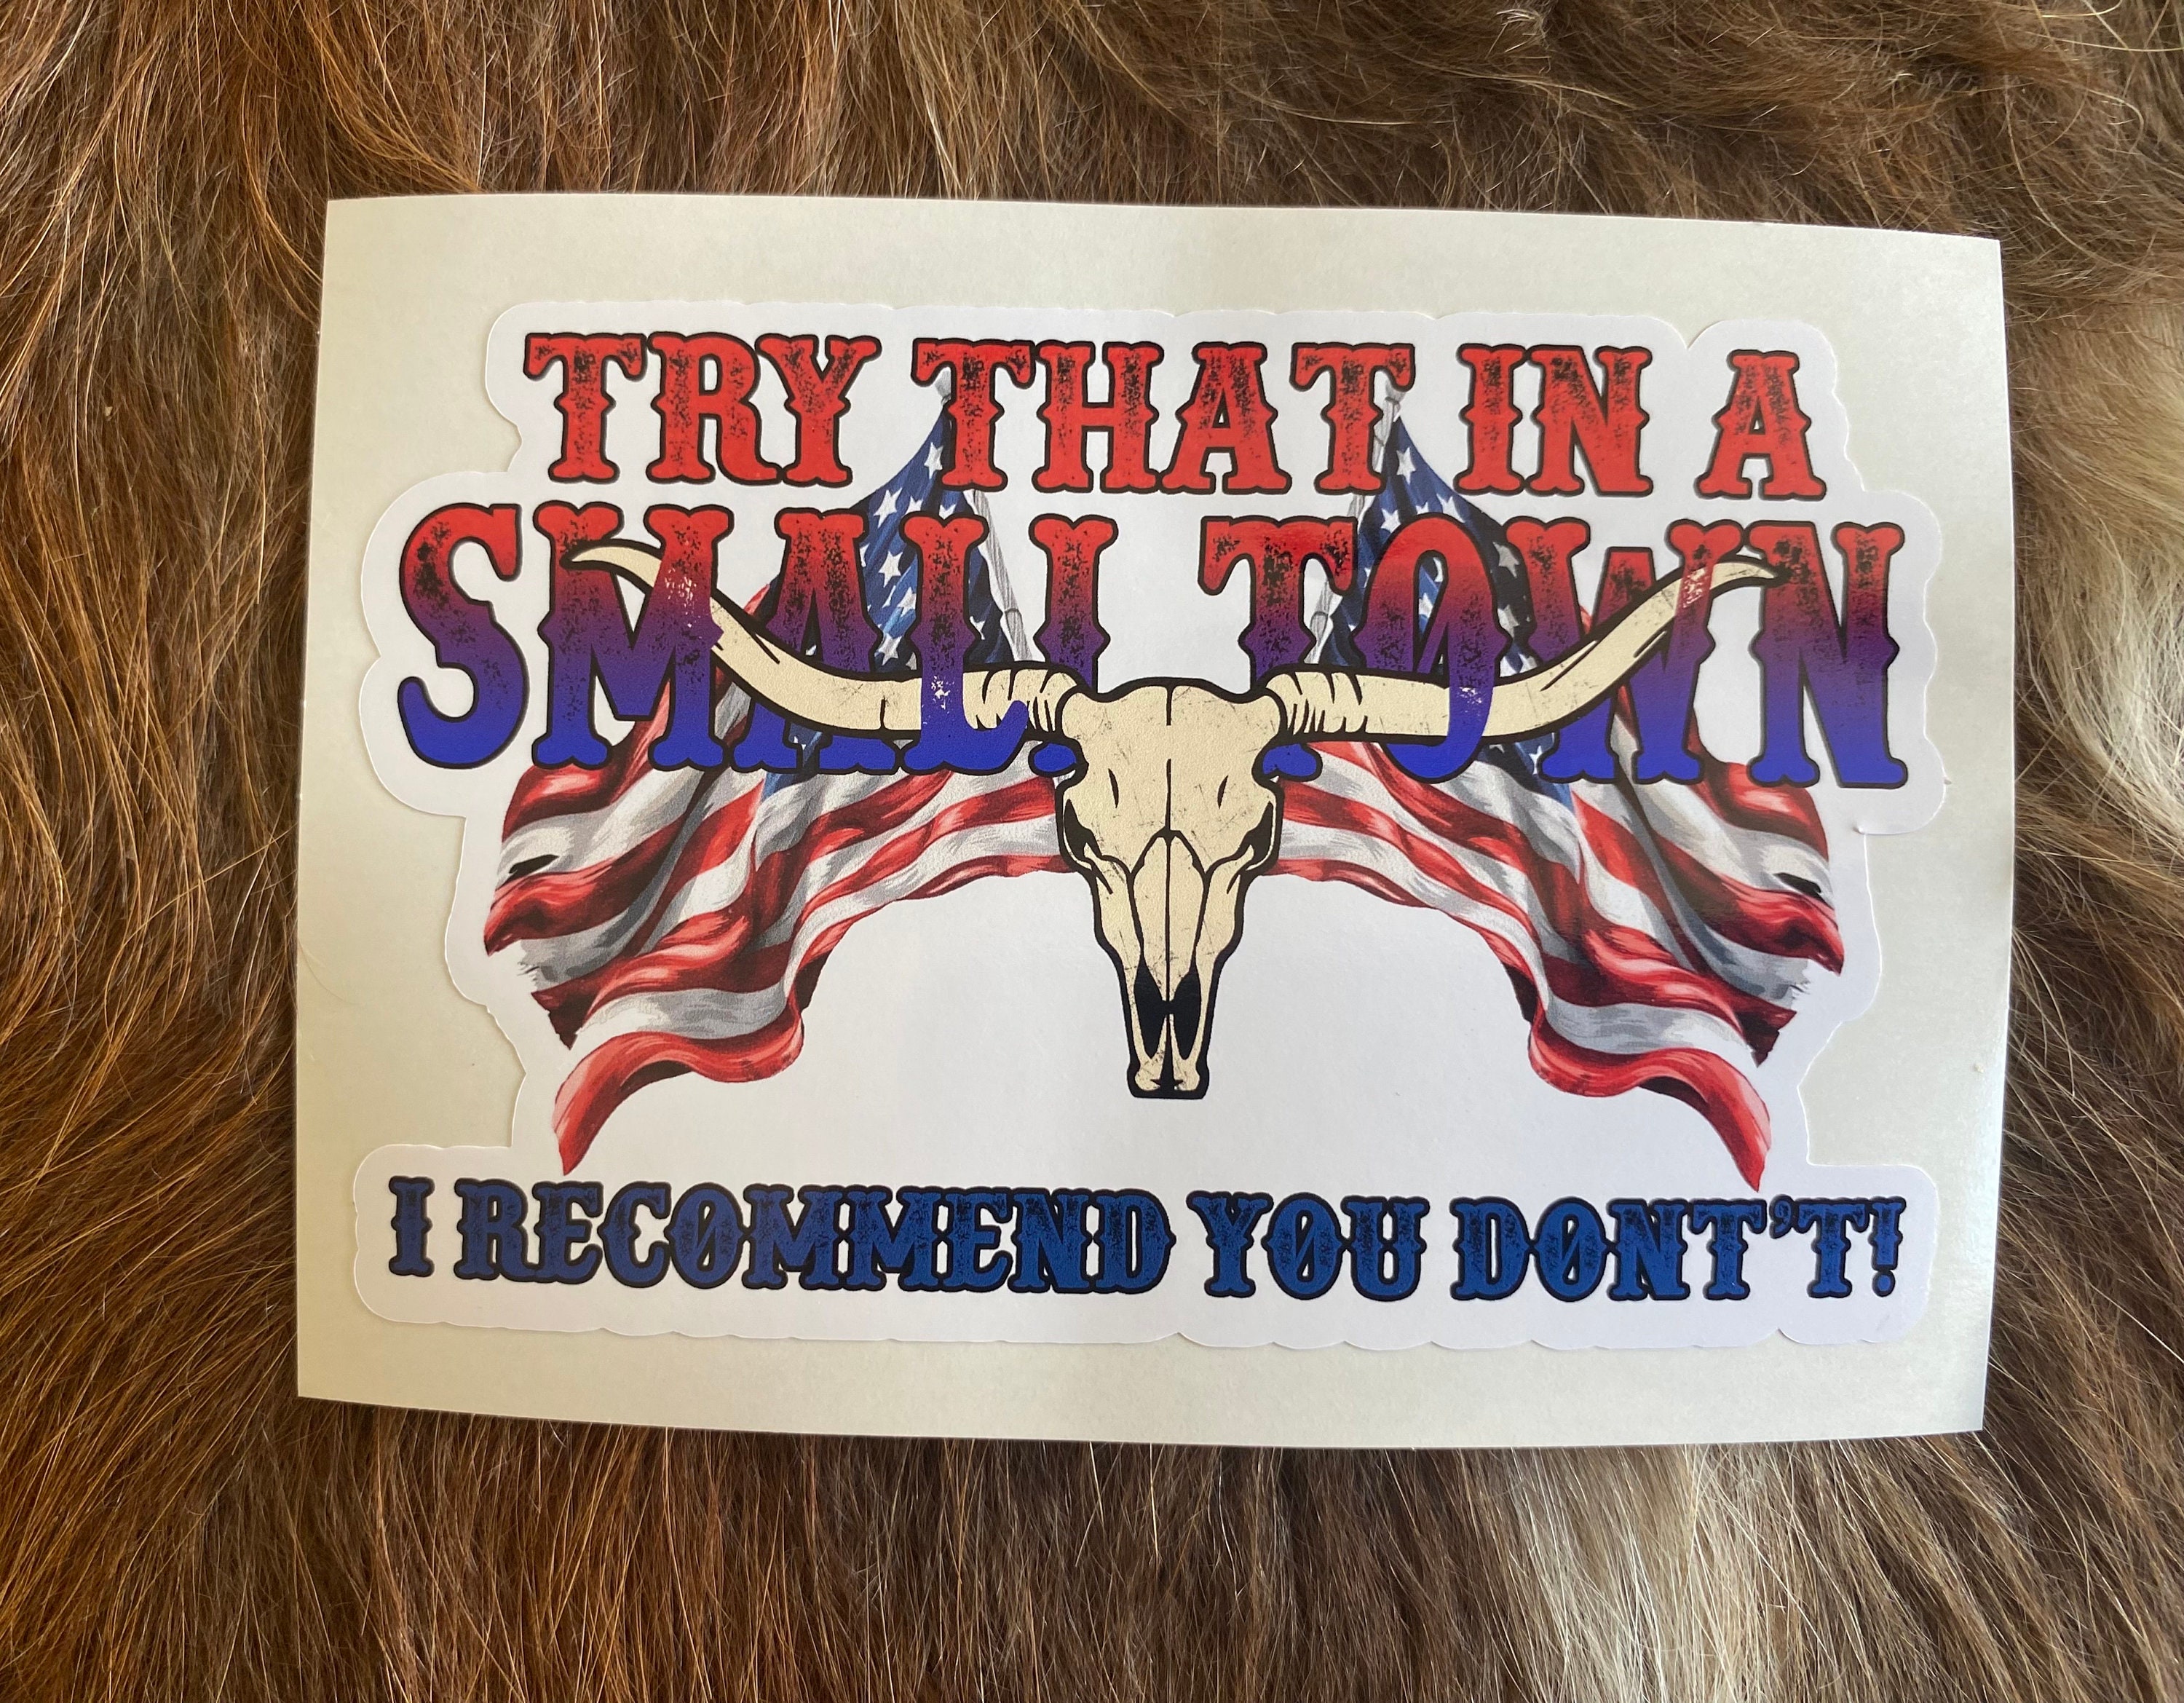 TRY THAT IN A
SMALL TOWN
I RECOMMEND YOU DONT'T!